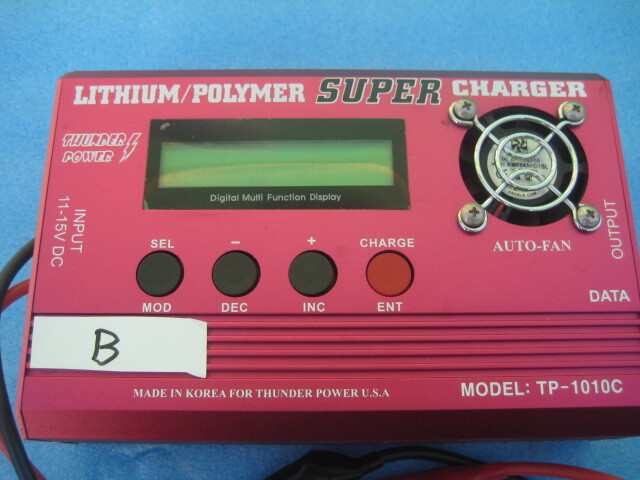 LITHIUM/POLYMER SUPER CHARGER
THUNDER
POWER
Digital Multi Function Display
INPUT
11-15V DC
SEL
MOD
−
DEC
+
INC
CHARGE
ENT
AUTO-FAN
OUTPUT
DATA
B
MADE IN KOREA FOR THUNDER POWER U.S.A
MODEL: TP-1010C